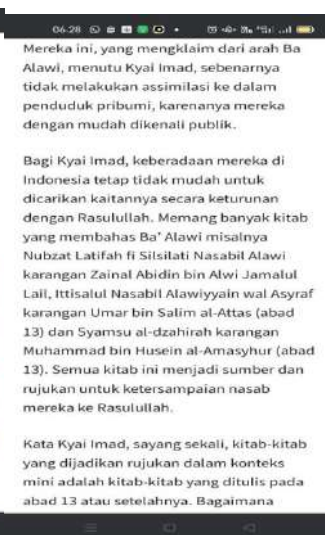 06.28
Mereka ini, yang mengklaim dari arah Ba
Alawi, menutu Kyai Imad, sebenarnya
tidak melakukan assimilasi ke dalam
penduduk pribumi, karenanya mereka
dengan mudah dikenali publik.
Bagi Kyai Imad, keberadaan mereka di
Indonesia tetap tidak mudah untuk
dicarikan kaitannya secara keturunan
dengan Rasulullah. Memang banyak kitab
yang membahas Ba' Alawi misalnya
Nubzat Latifah fi Silsilati Nasabil Alawi
karangan Zainal Abidin bin Alwi Jamalul
Lail, Ittisalul Nasabil Alawiyyain wal Asyraf
karangan Umar bin Salim al-Attas (abad
13) dan Syamsu al-dzahirah karangan
Muhammad bin Husein al-Amasyhur (abad
13). Semua kitab ini menjadi sumber dan
rujukan untuk ketersampaian nasab
mereka ke Rasulullah.
Kata Kyai Imad, sayang sekali, kitab-kitab
yang dijadikan rujukan dalam konteks
mini adalah kitab-kitab yang ditulis pada
abad 13 atau setelahnya. Bagaimana